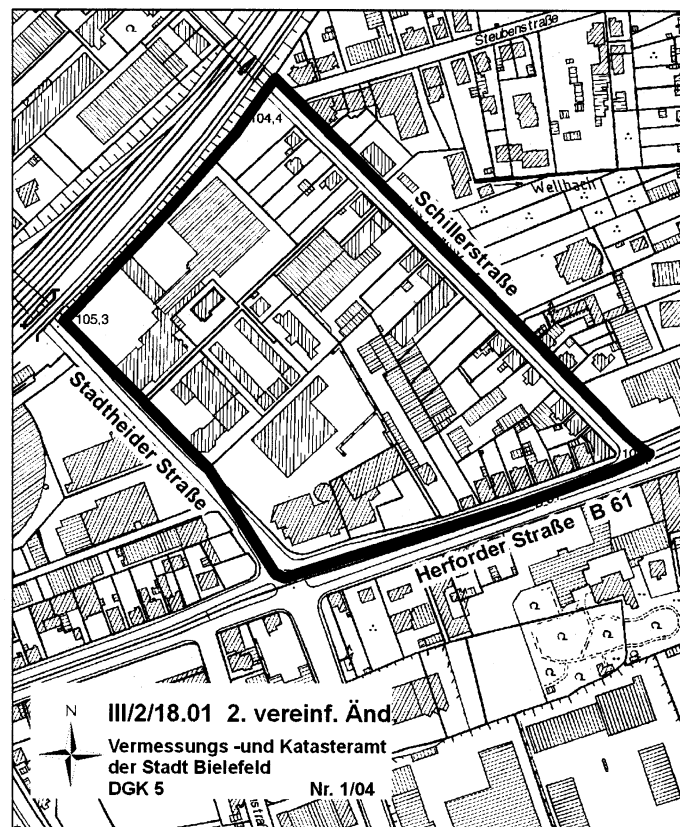 Steubenstraße
104,4
Wellbach
Schillerstraße
105,3
Stadtheider Straße
Herforder Straße B 61
III/2/18.01 2. vereinf. Änd.
N
Vermessungs -und Katasteramt
der Stadt Bielefeld
DGK 5 Nr. 1/04